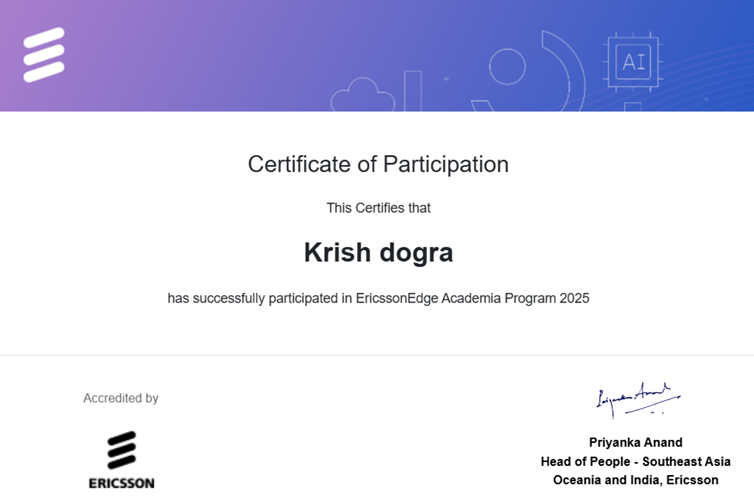 AI
Certificate of Participation
This Certifies that
Krish dogra
has successfully participated in EricssonEdge Academia Program 2025
Accredited by
ERICSSON
Priyanka Anand
Priyanka Anand
Head of People - Southeast Asia
Oceania and India, Ericsson